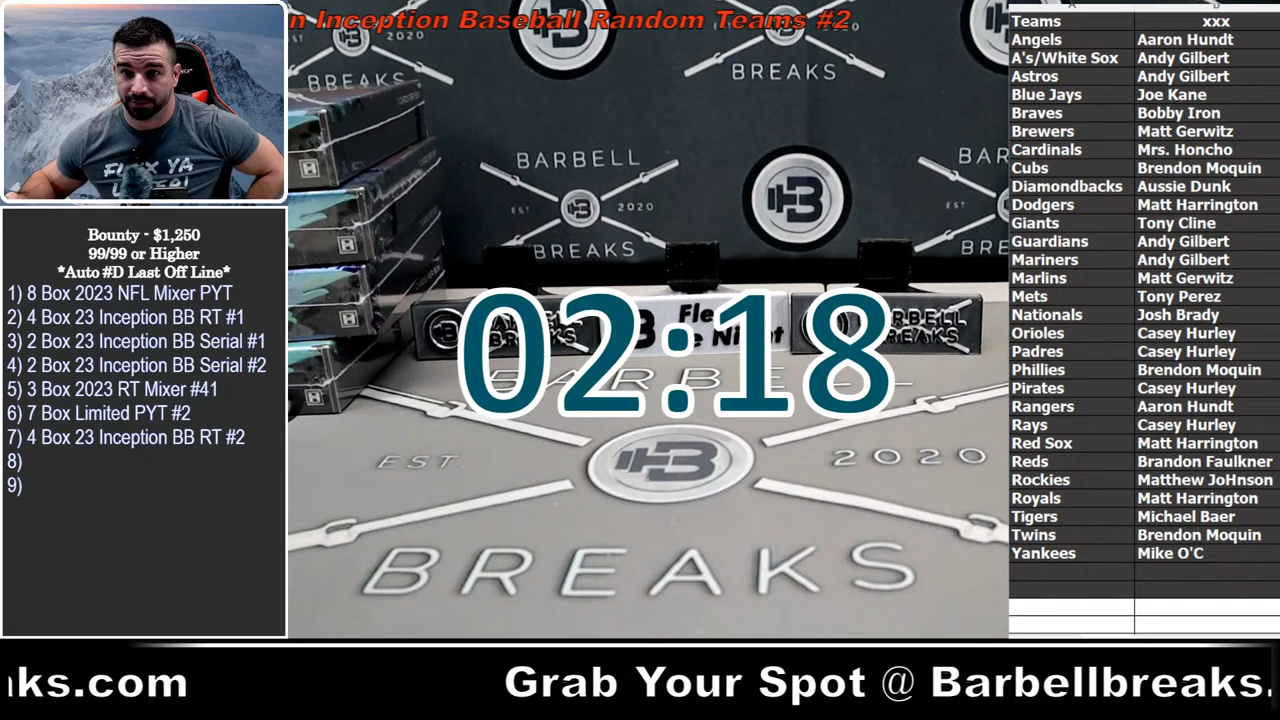 n Inception Baseball Random Teams #2
2020
BREAKS
BARBELL
EST 2020
BREAKS
BAR
EST
BRE
B
02:18
BARBELL
EST. 2020
BREAKS
Bounty - $1,250
99/99 or Higher
*Auto #D Last Off Line*
1) 8 Box 2023 NFL Mixer PYT
2) 4 Box 23 Inception BB RT #1
3) 2 Box 23 Inception BB Serial #1
4) 2 Box 23 Inception BB Serial #2
5) 3 Box 2023 RT Mixer #41
6) 7 Box Limited PYT #2
7) 4 Box 23 Inception BB RT #2
8)
9)
Teams xxx
Angels Aaron Hundt
A's/White Sox Andy Gilbert
Astros Andy Gilbert
Blue Jays Joe Kane
Braves Bobby Iron
Brewers Matt Gerwitz
Cardinals Mrs. Honcho
Cubs Brendon Moquin
Diamondbacks Aussie Dunk
Dodgers Matt Harrington
Giants Tony Cline
Guardians Andy Gilbert
Mariners Andy Gilbert
Marlins Matt Gerwitz
Mets Tony Perez
Nationals Josh Brady
Orioles Casey Hurley
Padres Casey Hurley
Phillies Brendon Moquin
Pirates Casey Hurley
Rangers Aaron Hundt
Rays Casey Hurley
Red Sox Matt Harrington
Reds Brandon Faulkner
Rockies Matthew JoHnson
Royals Matt Harrington
Tigers Michael Baer
Twins Brendon Moquin
Yankees Mike O'C
aks.com Grab Your Spot @ Barbellbreaks.